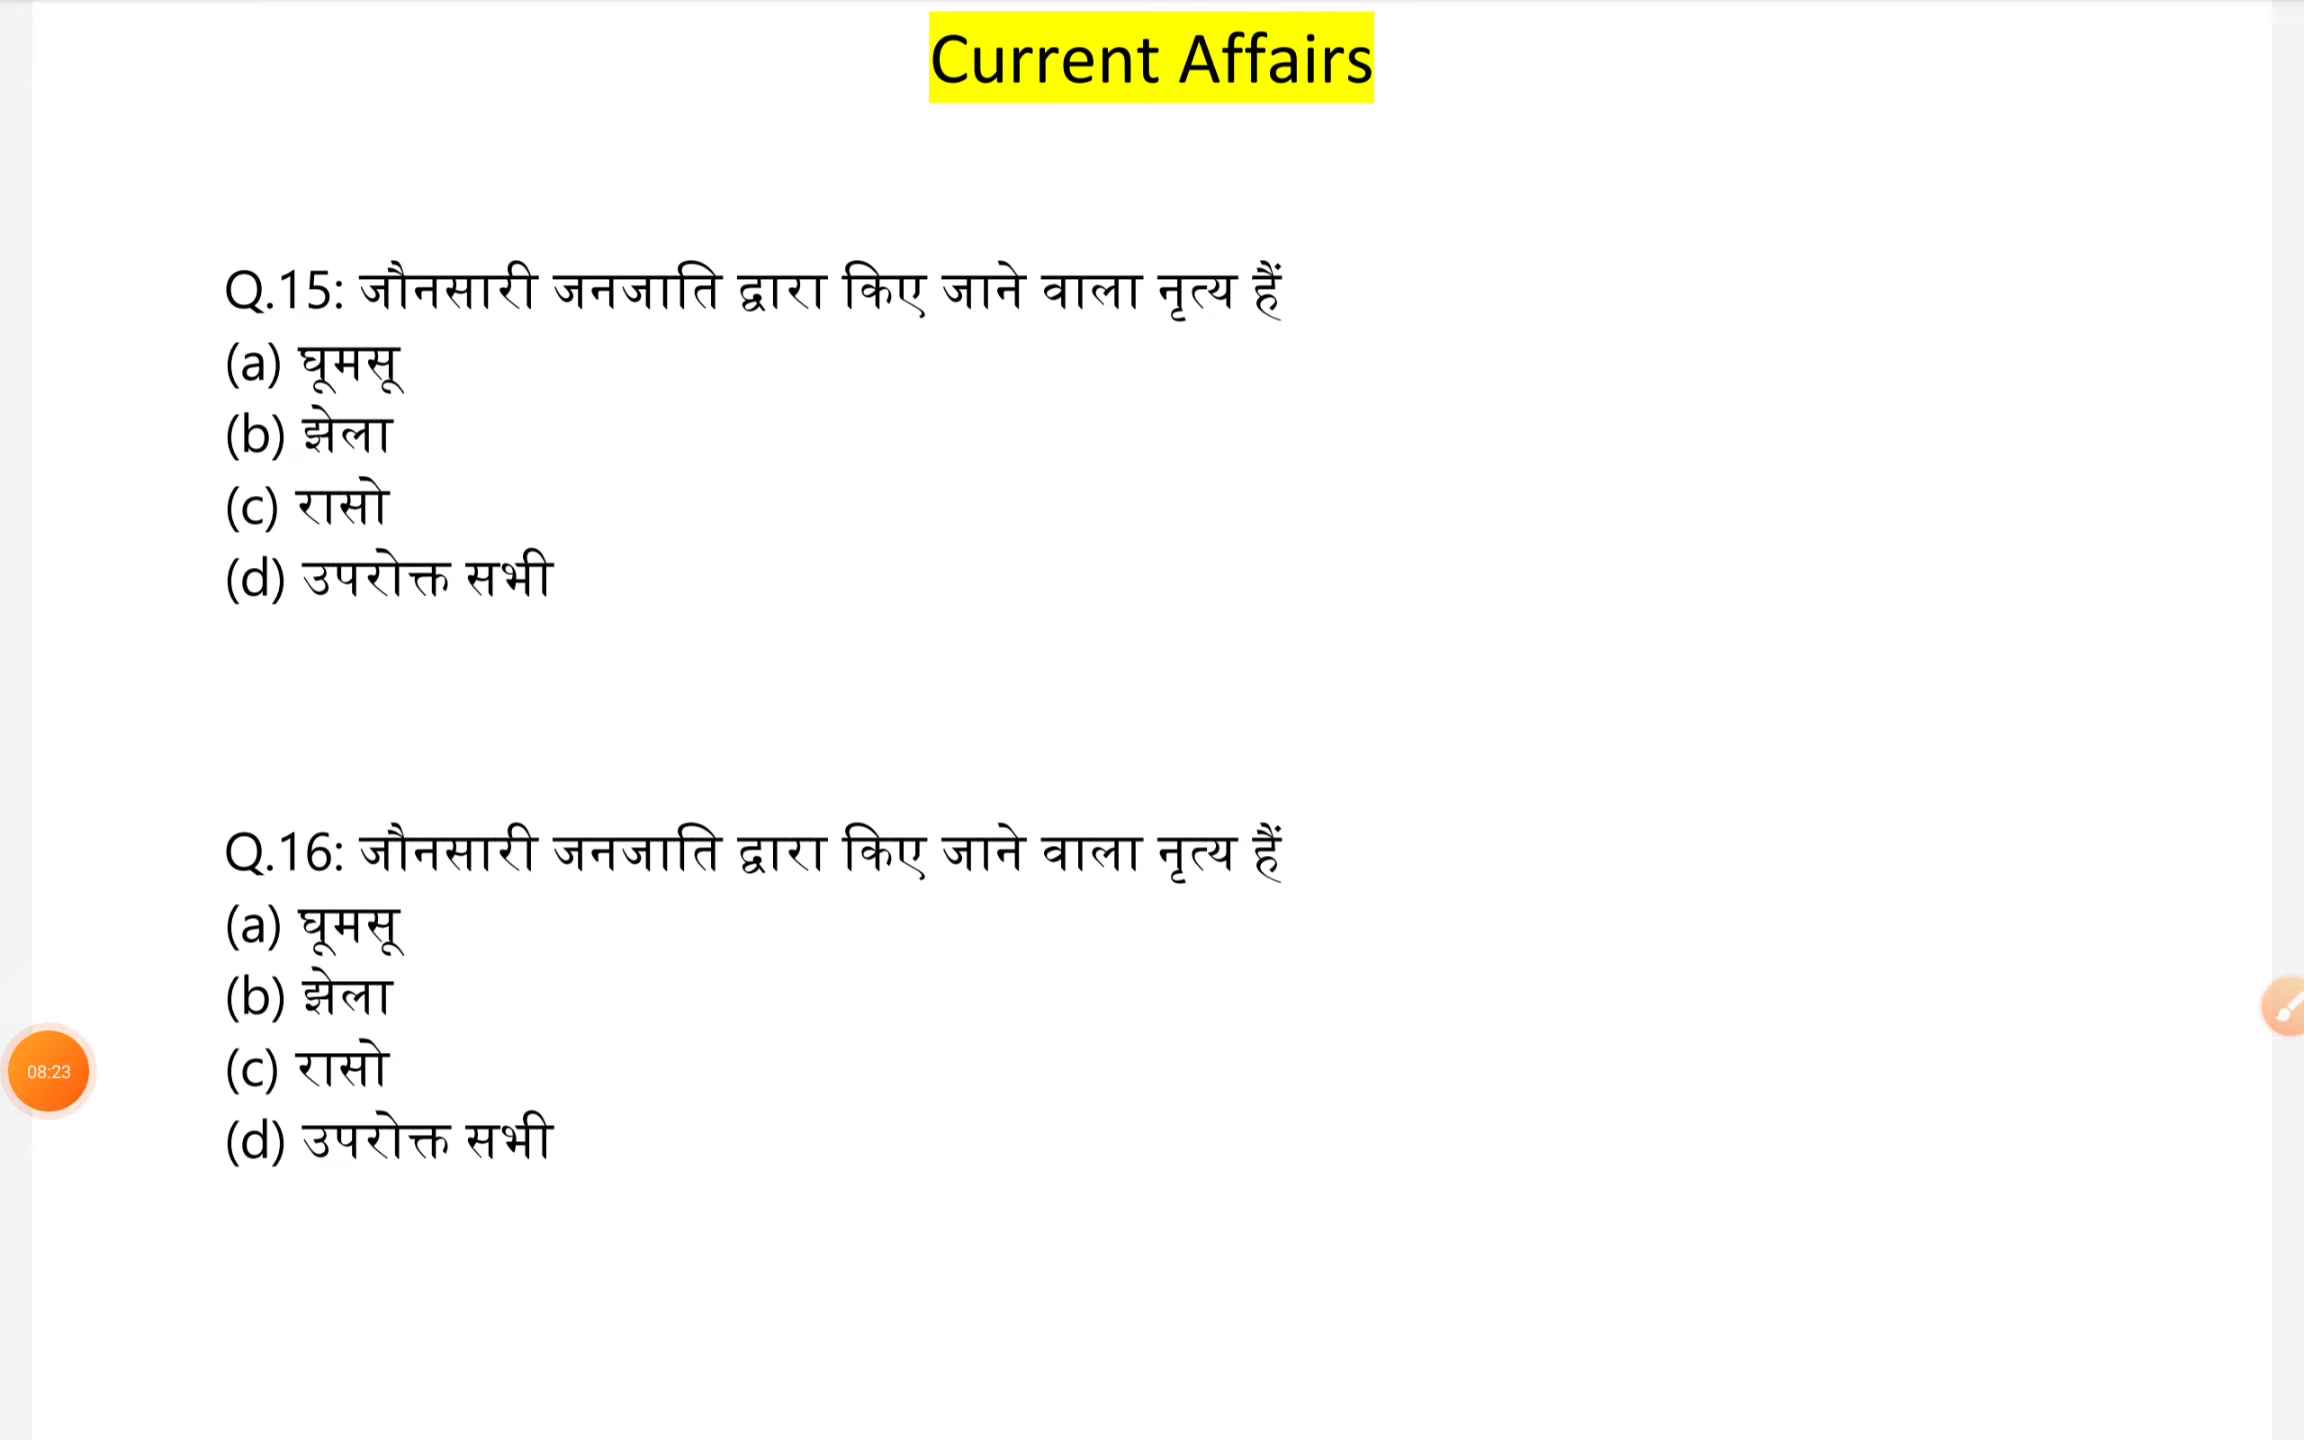 Current Affairs
Q.15: जौनसारी जनजाति द्वारा किए जाने वाला नृत्य हैं
(a) घूमसू
(b) झेला
(c) रासो
(d) उपरोक्त सभी
Q.16: जौनसारी जनजाति द्वारा किए जाने वाला नृत्य हैं
(a) घूमसू
(b) झेला
08:23
(c) रासो
(d) उपरोक्त सभी